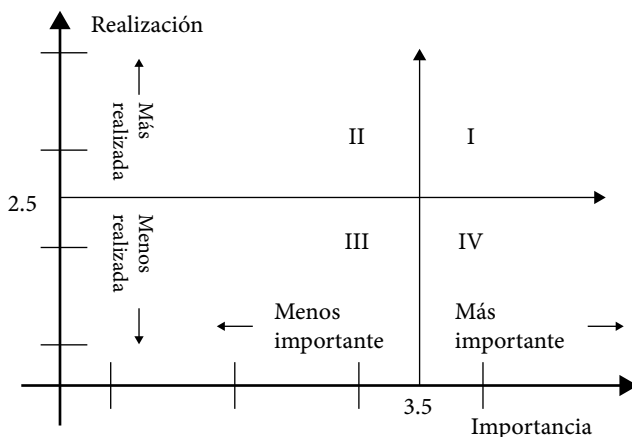 Realización
Más
realizada
II
I
2.5
Menos
realizada
III
IV
Menos
importante
Más
importante
3.5
Importancia